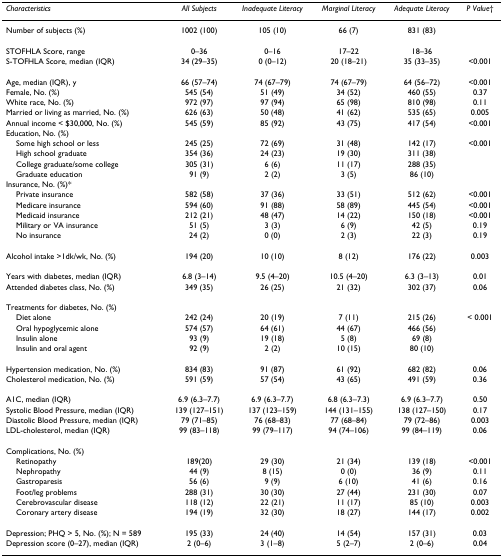 Characteristics All Subjects Inadequate Literacy Marginal Literacy Adequate Literacy P Value†
Number of subjects (%) 1002 (100) 105 (10) 66 (7) 831 (83)
STOFHLA Score, range 0–36 0–16 17–22 18–36
S-TOFHLA Score, median (IQR) 34 (29–35) 0 (0–12) 20 (18–21) 35 (33–35) <0.001
Age, median (IQR), y 66 (57–74) 74 (67–79) 74 (67–79) 64 (56–72) <0.001
Female, No. (%) 545 (54) 51 (49) 34 (52) 460 (55) 0.37
White race, No. (%) 972 (97) 97 (94) 65 (98) 810 (98) 0.11
Married or living as married, No. (%) 626 (63) 50 (48) 41 (62) 535 (65) 0.005
Annual income < $30,000, No. (%) 545 (59) 85 (92) 43 (75) 417 (54) <0.001
Education, No. (%)
Some high school or less 245 (25) 72 (69) 31 (48) 142 (17) <0.001
High school graduate 354 (36) 24 (23) 19 (30) 311 (38)
College graduate/some college 305 (31) 6 (6) 11 (17) 288 (35)
Graduate education 91 (9) 2 (2) 3 (5) 86 (10)
Insurance, No. (%)*
Private insurance 582 (58) 37 (36) 33 (51) 512 (62) <0.001
Medicare insurance 594 (60) 91 (88) 58 (89) 445 (54) <0.001
Medicaid insurance 212 (21) 48 (47) 14 (22) 150 (18) <0.001
Military or VA insurance 51 (5) 3 (3) 6 (9) 42 (5) 0.19
No insurance 24 (2) 0 (0) 2 (3) 22 (3) 0.19
Alcohol intake >1dk/wk, No. (%) 194 (20) 10 (10) 8 (12) 176 (22) 0.003
Years with diabetes, median (IQR) 6.8 (3–14) 9.5 (4–20) 10.5 (4–20) 6.3 (3–13) 0.01
Attended diabetes class, No. (%) 349 (35) 26 (25) 21 (32) 302 (37) 0.06
Treatments for diabetes, No. (%)
Diet alone 242 (24) 20 (19) 7 (11) 215 (26) < 0.001
Oral hypoglycemic alone 574 (57) 64 (61) 44 (67) 466 (56)
Insulin alone 93 (9) 19 (18) 5 (8) 69 (8)
Insulin and oral agent 92 (9) 2 (2) 10 (15) 80 (10)
Hypertension medication, No. (%) 834 (83) 91 (87) 61 (92) 682 (82) 0.06
Cholesterol medication, No. (%) 591 (59) 57 (54) 43 (65) 491 (59) 0.36
A1C, median (IQR) 6.9 (6.3–7.7) 6.9 (6.3–7.7) 6.8 (6.3–7.3) 6.9 (6.3–7.7) 0.50
Systolic Blood Pressure, median (IQR) 139 (127–151) 137 (123–159) 144 (131–155) 138 (127–150) 0.17
Diastolic Blood Pressure, median (IQR) 79 (71–85) 76 (68–83) 77 (68–84) 79 (72–86) 0.003
LDL-cholesterol, median (IQR) 99 (83–118) 99 (79–117) 94 (74–106) 99 (84–119) 0.06
Complications, No. (%)
Retinopathy 189(20) 29 (30) 21 (34) 139 (18) <0.001
Nephropathy 44 (9) 8 (15) 0 (0) 36 (9) 0.11
Gastroparesis 56 (6) 9 (9) 6 (10) 41 (6) 0.16
Foot/leg problems 288 (31) 30 (30) 27 (44) 231 (30) 0.07
Cerebrovascular disease 118 (12) 22 (21) 11 (17) 85 (10) 0.003
Coronary artery disease 194 (19) 32 (30) 18 (27) 144 (17) 0.002
Depression; PHQ > 5, No. (%); N = 589 195 (33) 24 (40) 14 (54) 157 (31) 0.03
Depression score (0–27), median (IQR) 2 (0–6) 3 (1–8) 5 (2–7) 2 (0–6) 0.04